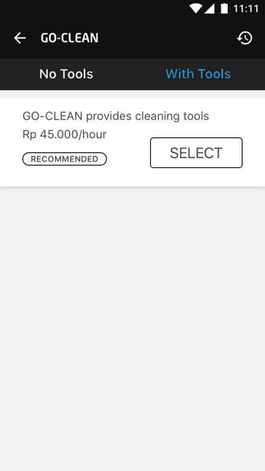 11:11
GO-CLEAN
No Tools
With Tools
GO-CLEAN provides cleaning tools
Rp 45.000/hour
RECOMMENDED
SELECT